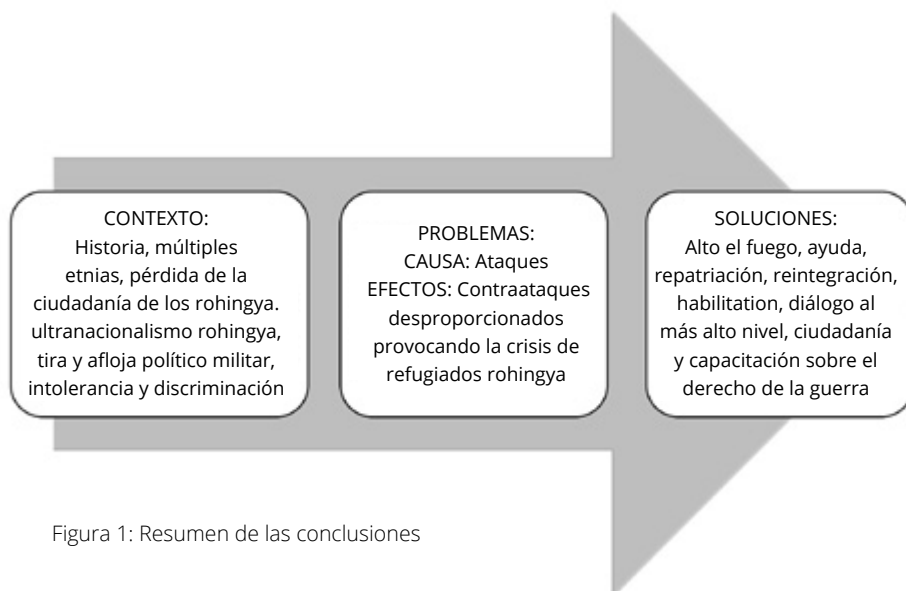 CONTEXTO:
Historia, múltiples
etnias, pérdida de la
ciudadanía de los rohingya.
ultranacionalismo rohingya,
tira y afloja político militar,
intolerancia y discriminación
PROBLEMAS:
CAUSA: Ataques
EFECTOS: Contraataques
desproporcionados
provocando la crisis de
refugiados rohingya
SOLUCIONES:
Alto el fuego, ayuda,
repatriación, reintegración,
habilitation, diálogo al
más alto nivel, ciudadanía
y capacitación sobre el
derecho de la guerra
Figura 1: Resumen de las conclusiones